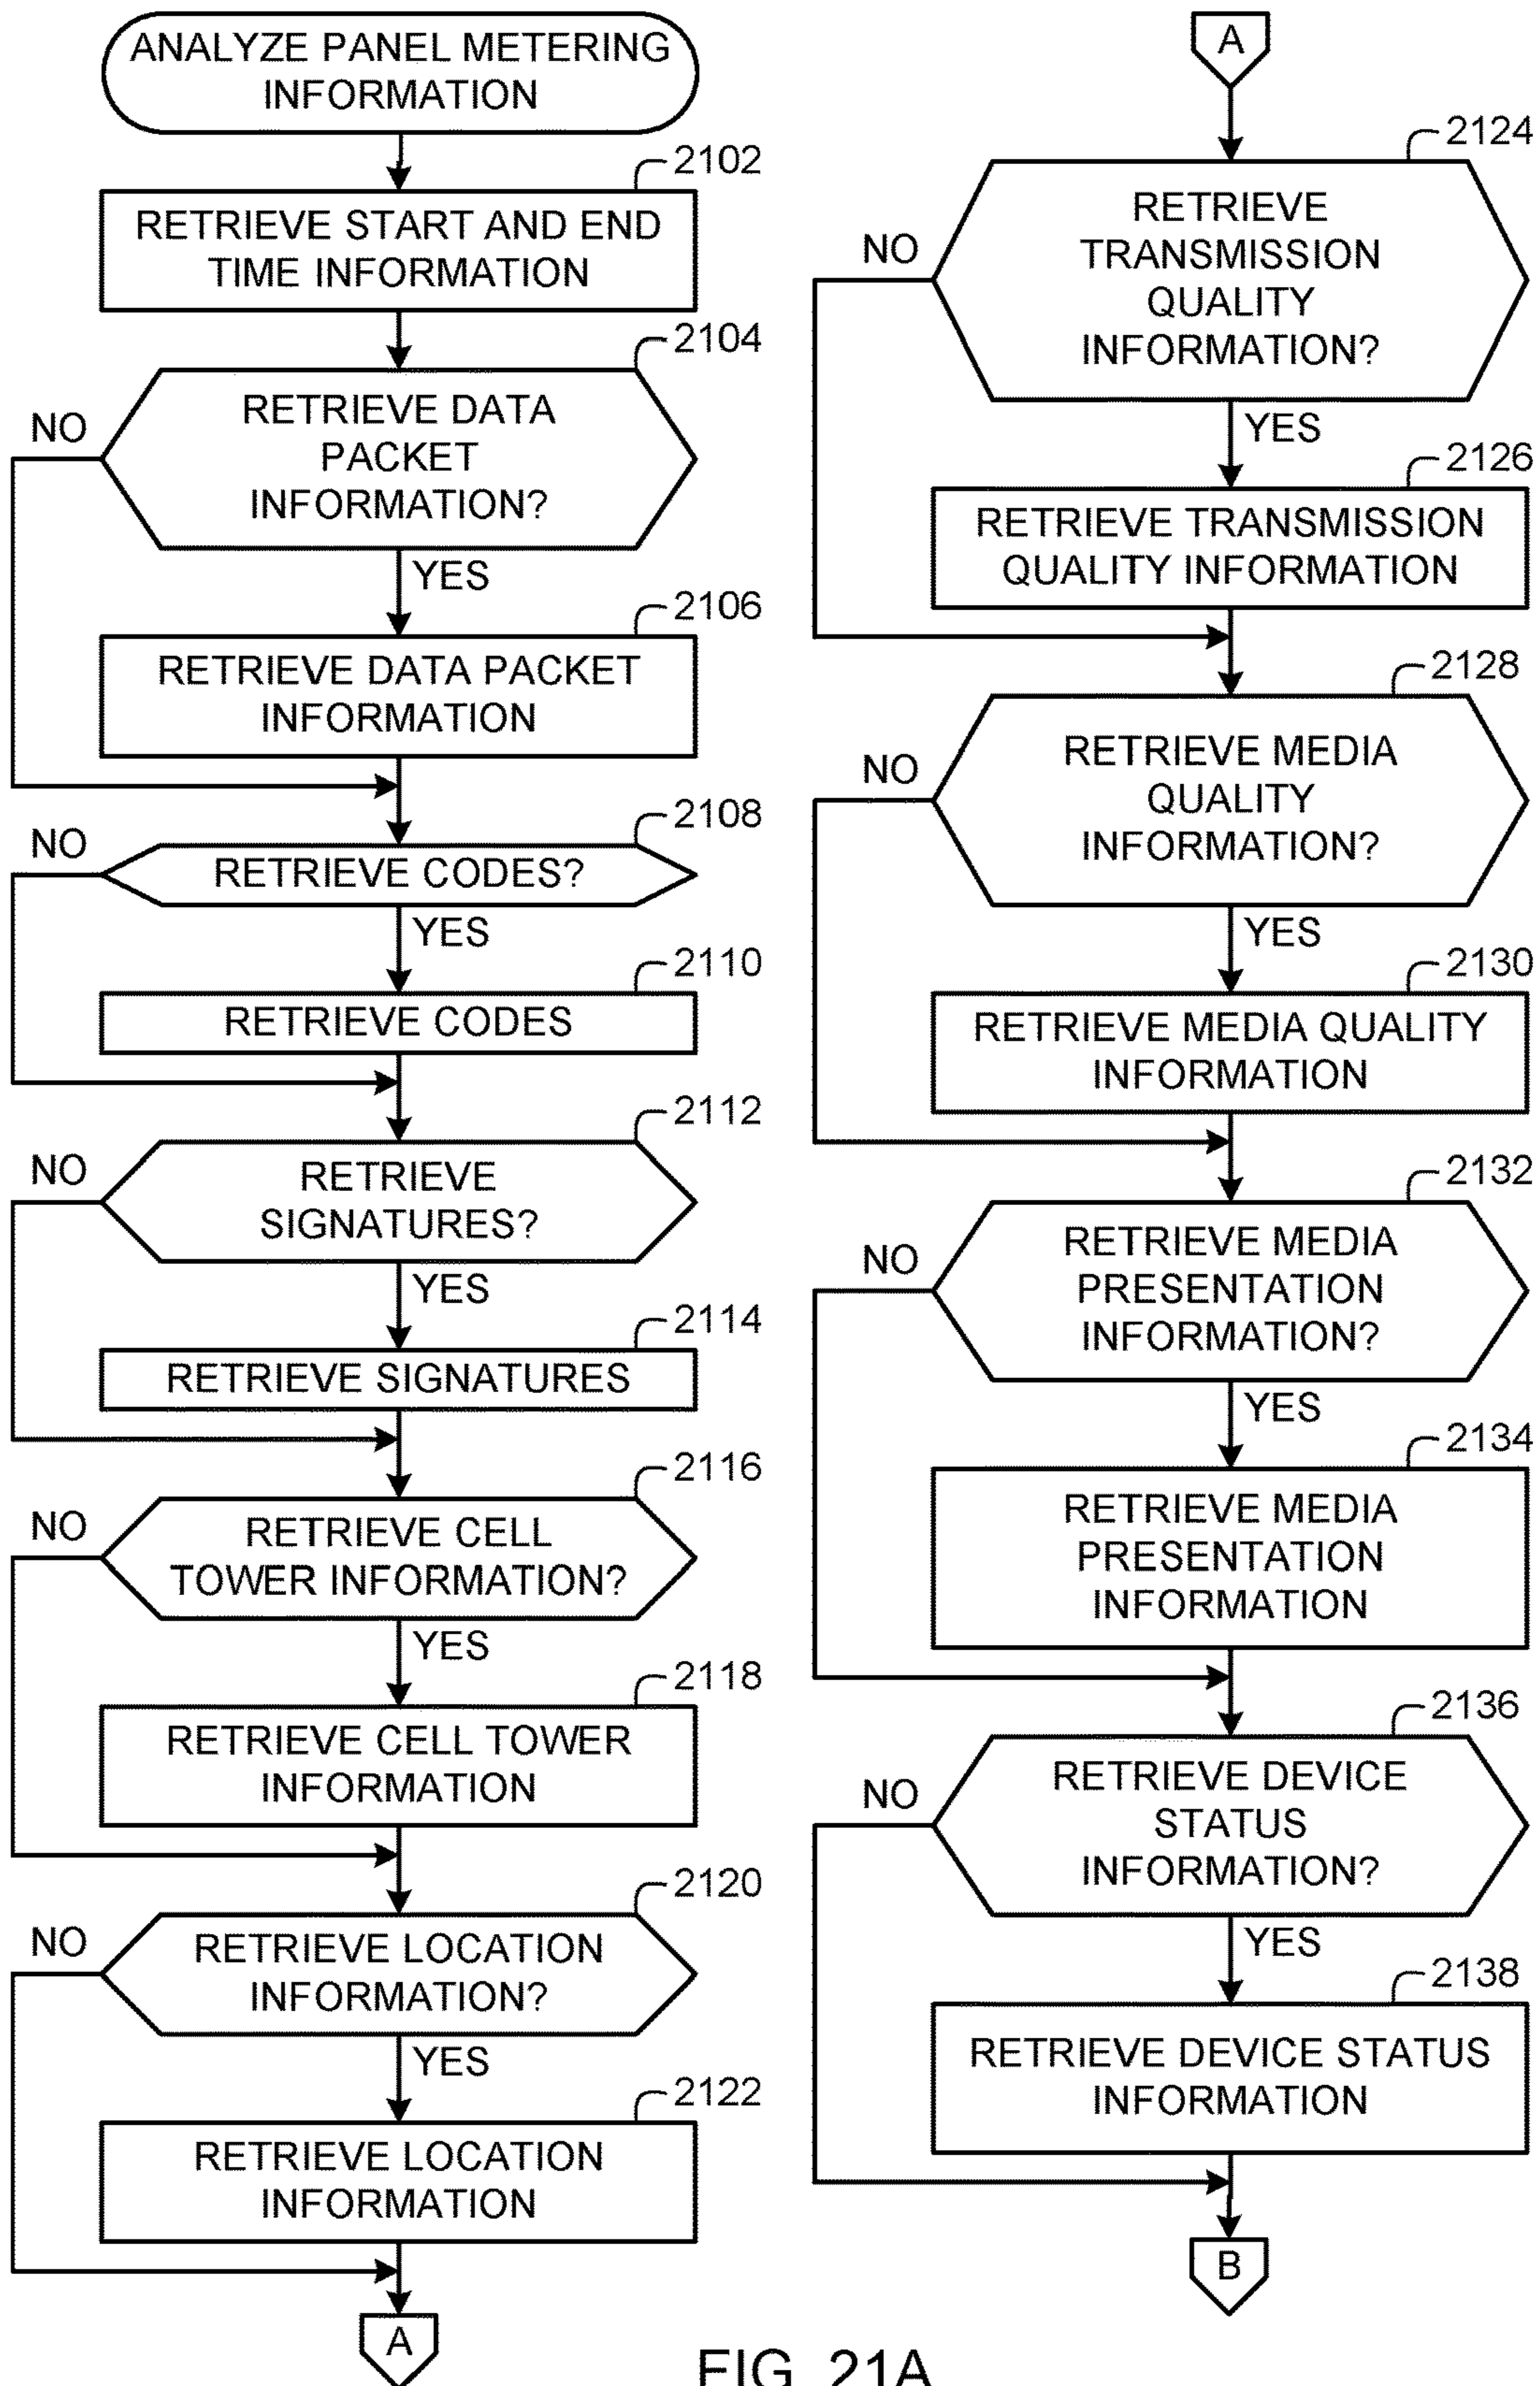 ANALYZE PANEL METERING
INFORMATION
2102
RETRIEVE START AND END
TIME INFORMATION
2104
NO
RETRIEVE DATA
PACKET
INFORMATION?
YES
2106
RETRIEVE DATA PACKET
INFORMATION
2108
NO
RETRIEVE CODES?
YES
2110
RETRIEVE CODES
2112
NO
RETRIEVE
SIGNATURES?
YES
2114
RETRIEVE SIGNATURES
2116
NO
RETRIEVE CELL
TOWER INFORMATION?
YES
2118
RETRIEVE CELL TOWER
INFORMATION
2120
NO
RETRIEVE LOCATION
INFORMATION?
YES
2122
RETRIEVE LOCATION
INFORMATION
A
A
2124
NO
RETRIEVE
TRANSMISSION
QUALITY
INFORMATION?
YES
2126
RETRIEVE TRANSMISSION
QUALITY INFORMATION
2128
NO
RETRIEVE MEDIA
QUALITY
INFORMATION?
YES
2130
RETRIEVE MEDIA QUALITY
INFORMATION
2132
NO
RETRIEVE MEDIA
PRESENTATION
INFORMATION?
YES
2134
RETRIEVE MEDIA
PRESENTATION
INFORMATION
2136
NO
RETRIEVE DEVICE
STATUS
INFORMATION?
YES
2138
RETRIEVE DEVICE STATUS
INFORMATION
B
FIG. 21A